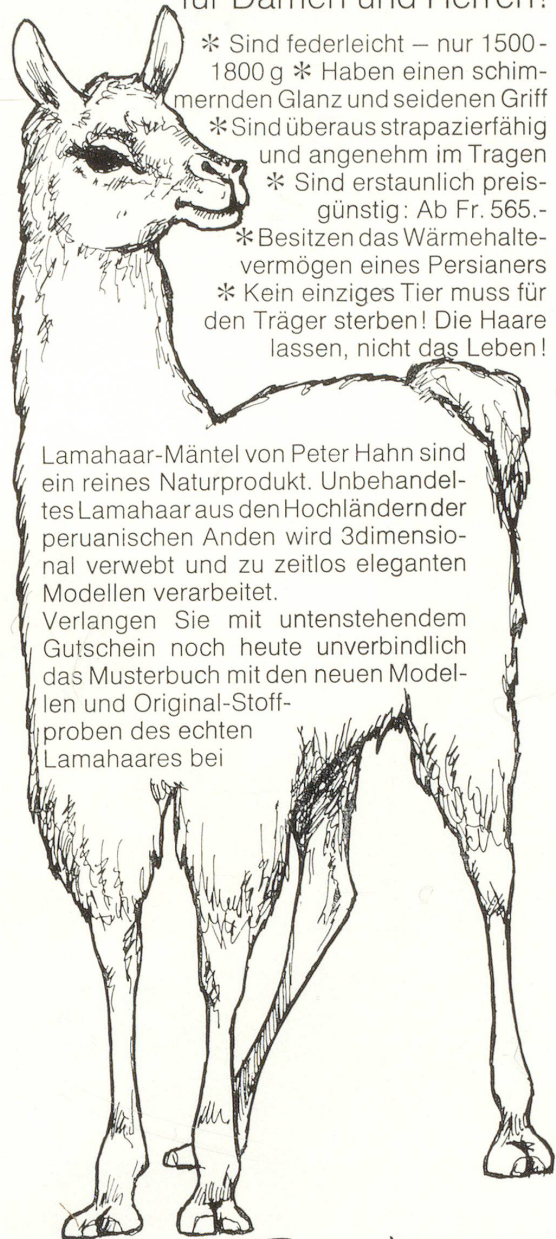 für Damen und Herren!
* Sind federleicht – nur 1500-
1800 g * Haben einen schim-
mernden Glanz und seidenen Griff
* Sind überaus strapazierfähig
und angenehm im Tragen
* Sind erstaunlich preis-
günstig: Ab Fr. 565.-
* Besitzen das Wärmehalte-
vermögen eines Persianers
* Kein einziges Tier muss für
den Träger sterben! Die Haare
lassen, nicht das Leben!
Lamahaar-Mäntel von Peter Hahn sind
ein reines Naturprodukt. Unbehandel-
tes Lamahaar aus den Hochländern der
peruanischen Anden wird 3dimensio-
nal verwebt und zu zeitlos eleganten
Modellen verarbeitet.
Verlangen Sie mit untenstehendem
Gutschein noch heute unverbindlich
das Musterbuch mit den neuen Model-
len und Original-Stoff-
proben des echten
Lamahaares bei